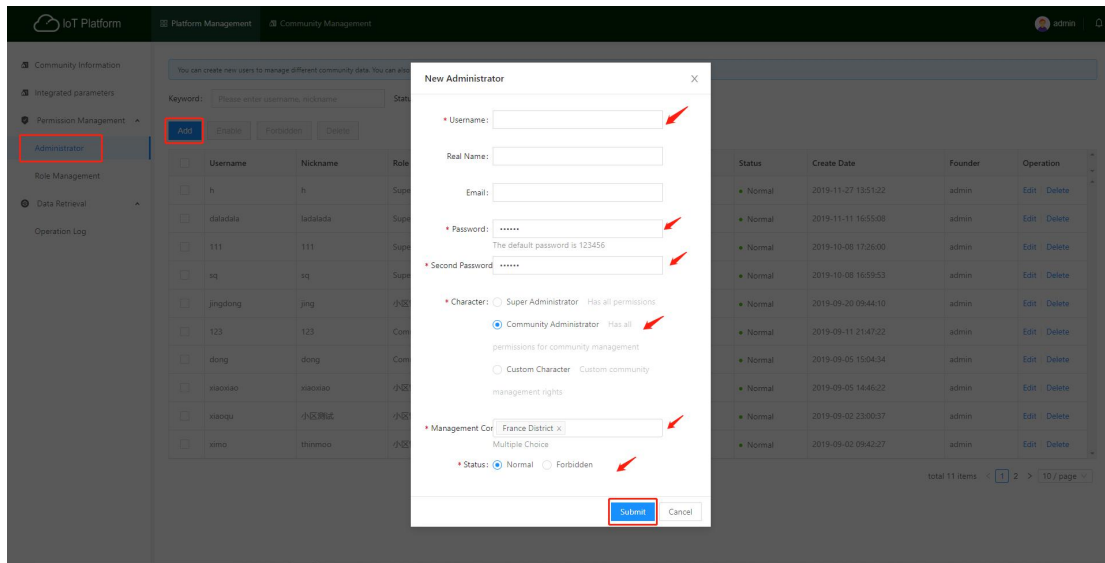 IoT Platform
Platform Management
Community Management
admin
Community Information
Integrated parameters
Permission Management
Administrator
Role Management
Data Retrieval
Operation Log
You can create new users to manage different community data. You can also
Keyword:
Please enter username, nickname
Add
Enable
Forbidden
Delete
Username Nickname Role Status Create Date Founder Operation
h h Normal 2019-11-27 13:51:22 admin Edit Delete
datadata ladatada Normal 2019-11-11 16:55:00 admin Edit Delete
111 111 Normal 2019-10-08 17:26:00 admin Edit Delete
sq sq Normal 2019-10-08 16:59:53 admin Edit Delete
jingdong jing 小区 Normal 2019-09-20 09:44:10 admin Edit Delete
123 123 Normal 2019-09-11 21:47:22 admin Edit Delete
dong dong Normal 2019-09-05 15:04:34 admin Edit Delete
xiaoxiao xiaoxiao 小区 Normal 2019-09-05 14:46:22 admin Edit Delete
xiaoqu 小区测试 小区 Normal 2019-09-02 23:00:37 admin Edit Delete
ximo thinmoo 小区 Normal 2019-09-02 09:42:27 admin Edit Delete
total 11 items < 1 2 > 10 / page
New Administrator X
* Username:
Real Name:
Email:
* Password: ••••••
The default password is 123456
* Second Password ••••••
* Character: Super Administrator Has all permissions
Community Administrator Has all
permissions for community management
Custom Character Custom community
management rights
* Management Cor France District ×
Multiple Choice
* Status: Normal Forbidden
Submit Cancel